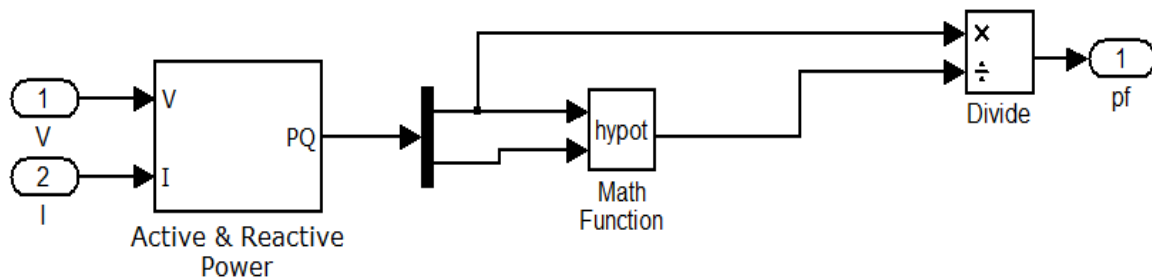 1
V
2
I
V
I
PQ
Active & Reactive
Power
hypot
Math
Function
×
÷
Divide
1
pf